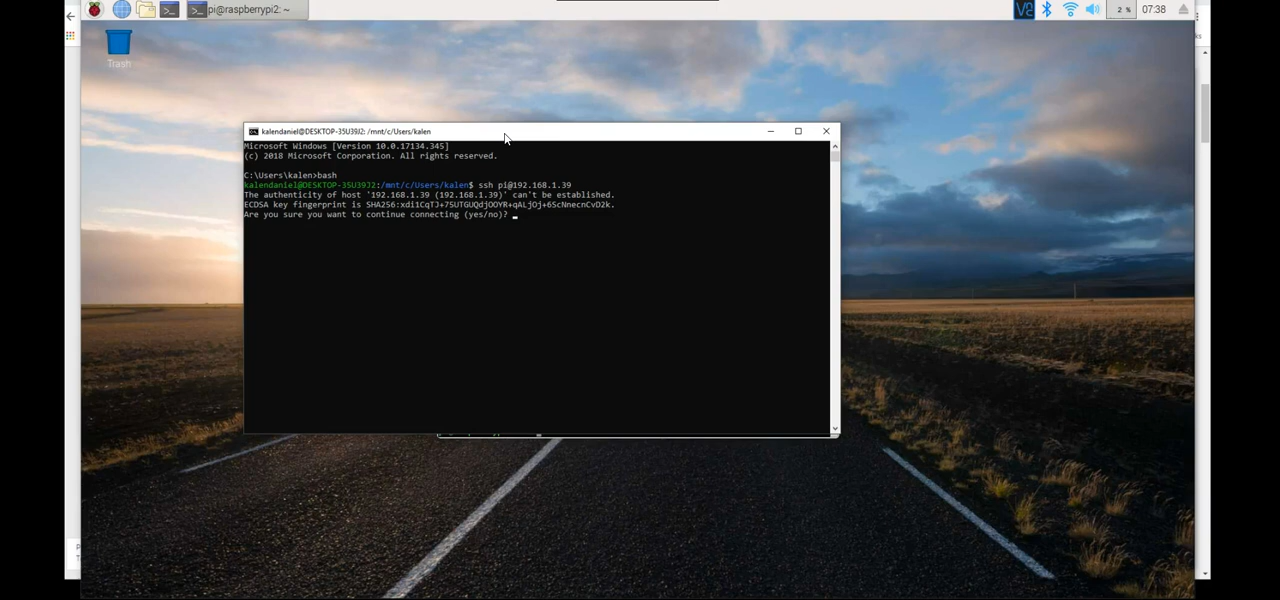 pi@raspberrypi2: ~
2 %
07:38
Trash
kalendaniel@DESKTOP-35U39J2: /mnt/c/Users/kalen
Microsoft Windows [Version 10.0.17134.345]
(c) 2018 Microsoft Corporation. All rights reserved.
C:\Users\kalen>bash
kalendaniel@DESKTOP-35U39J2:/mnt/c/Users/kalen$ ssh pi@192.168.1.39
The authenticity of host '192.168.1.39 (192.168.1.39)' can't be established.
ECDSA key fingerprint is SHA256:xdi1CqTJ+75UTGUQdjOOYR+qALjOj+6ScNnecnCvD2k.
Are you sure you want to continue connecting (yes/no)?